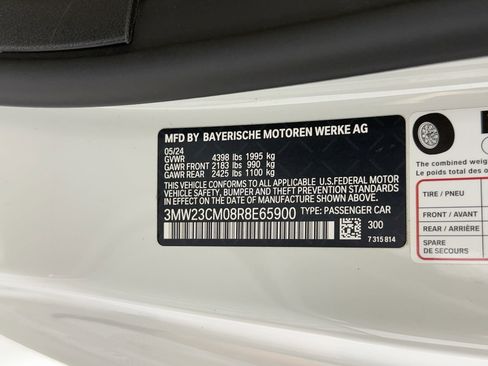 MFD BY BAYERISCHE MOTOREN WERKE AG
05/24
GVWR 4398 lbs 1995 kg
GAWR FRONT 2183 lbs 990 kg
GAWR REAR 2425 lbs 1100 kg
THIS VEHICLE CONFORMS TO ALL APPLICABLE U.S.FEDERAL MOTOR
VEHICLE SAFETY, BUMPER, AND THEFT PREVENTION STANDARDS
IN EFFECT ON THE DATE OF MANUFACTURE SHOWN ABOVE.
3MW23CM08R8E65900 TYPE: PASSENGER CAR
300
7 315 814
The combined weight
Le poids total des
TIRE / PNEU
FRONT / AVANT
REAR / ARRIÈRE
SPARE
DE SECOURS